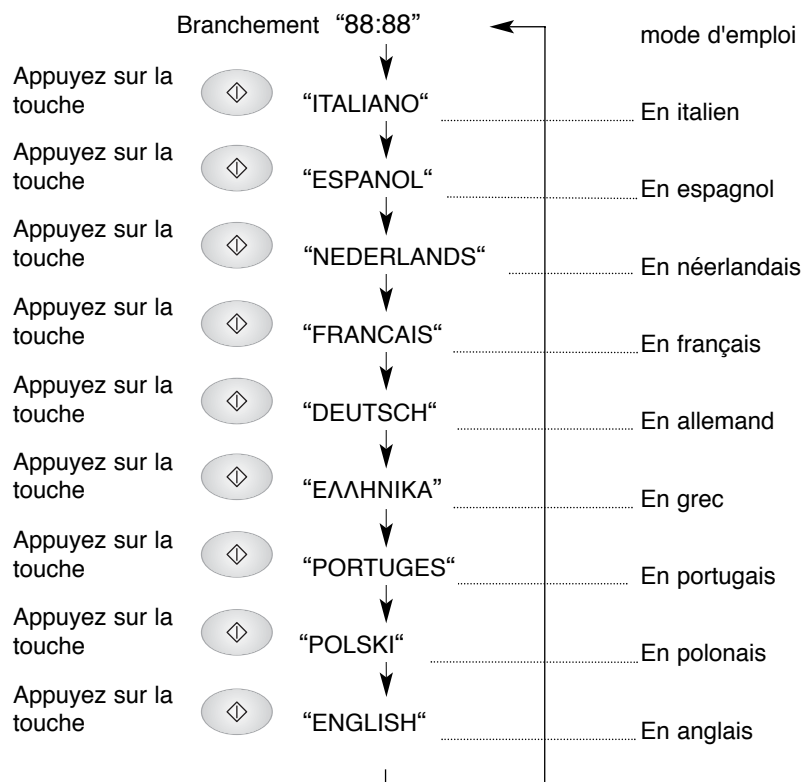 Branchement “88:88”
mode d'emploi
Appuyez sur la
touche
“ITALIANO“
En italien
Appuyez sur la
touche
“ESPANOL“
En espagnol
Appuyez sur la
touche
“NEDERLANDS“
En néerlandais
Appuyez sur la
touche
“FRANCAIS“
En français
Appuyez sur la
touche
“DEUTSCH“
En allemand
Appuyez sur la
touche
“ΕΛΛΗΝΙΚΑ”
En grec
Appuyez sur la
touche
“PORTUGES“
En portugais
Appuyez sur la
touche
“POLSKI“
En polonais
Appuyez sur la
touche
“ENGLISH“
En anglais